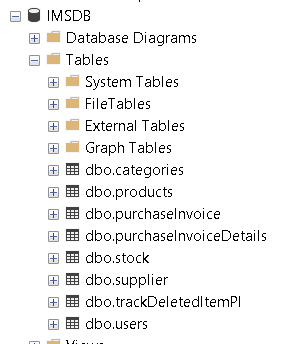 IMSDB
Database Diagrams
Tables
System Tables
FileTables
External Tables
Graph Tables
dbo.categories
dbo.products
dbo.purchaseInvoice
dbo.purchaseInvoiceDetails
dbo.stock
dbo.supplier
dbo.trackDeletedItemPI
dbo.users
Views